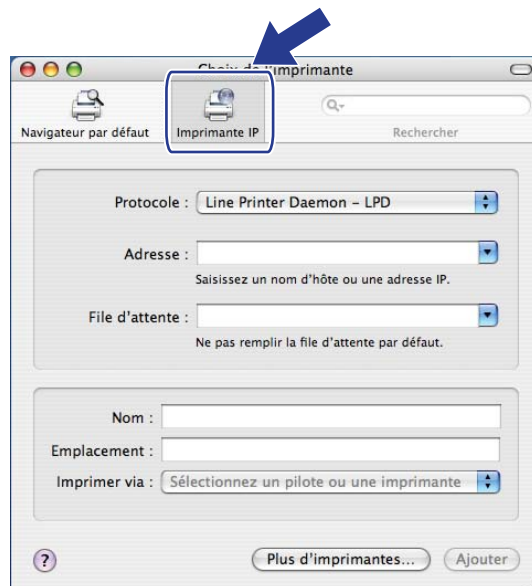 Choix de l'imprimante
Navigateur par défaut
Imprimante IP
Rechercher
Protocole : Line Printer Daemon – LPD
Adresse :
Saisissez un nom d'hôte ou une adresse IP.
File d'attente :
Ne pas remplir la file d'attente par défaut.
Nom :
Emplacement :
Imprimer via : Sélectionnez un pilote ou une imprimante
? Plus d'imprimantes... Ajouter